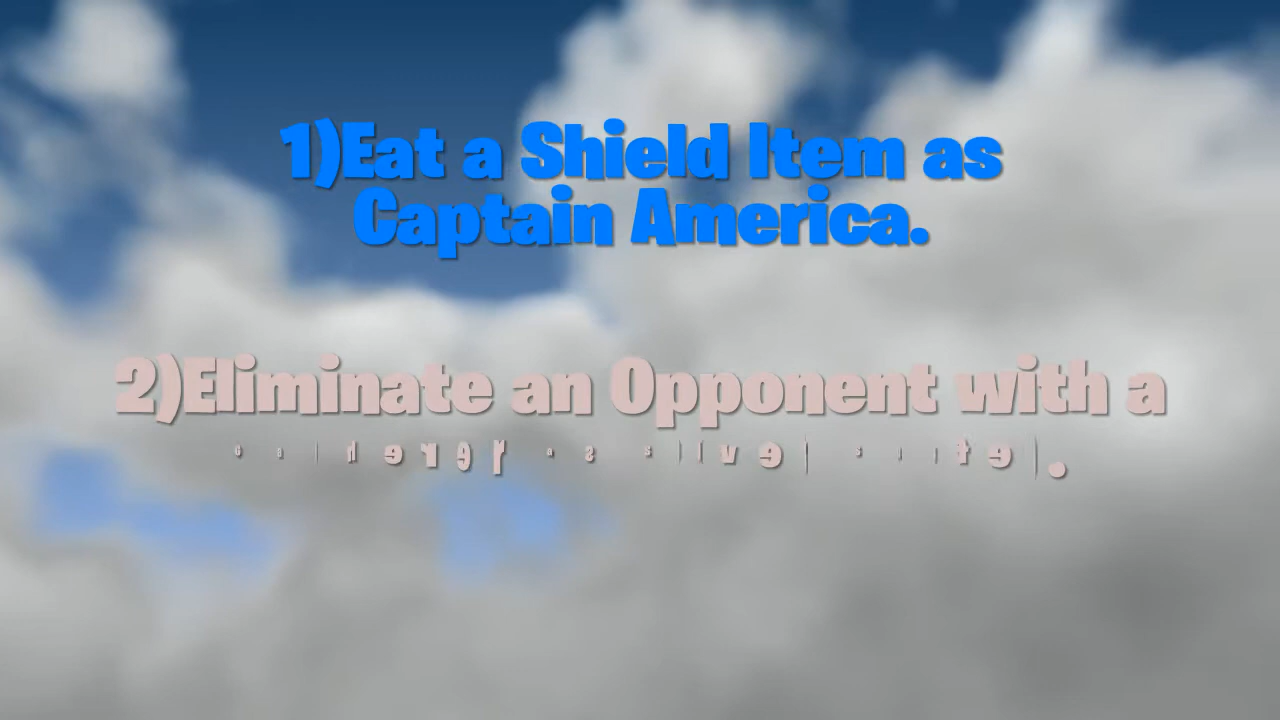 1)Eat a Shield Item as
Captain America.
2)Eliminate an Opponent with a